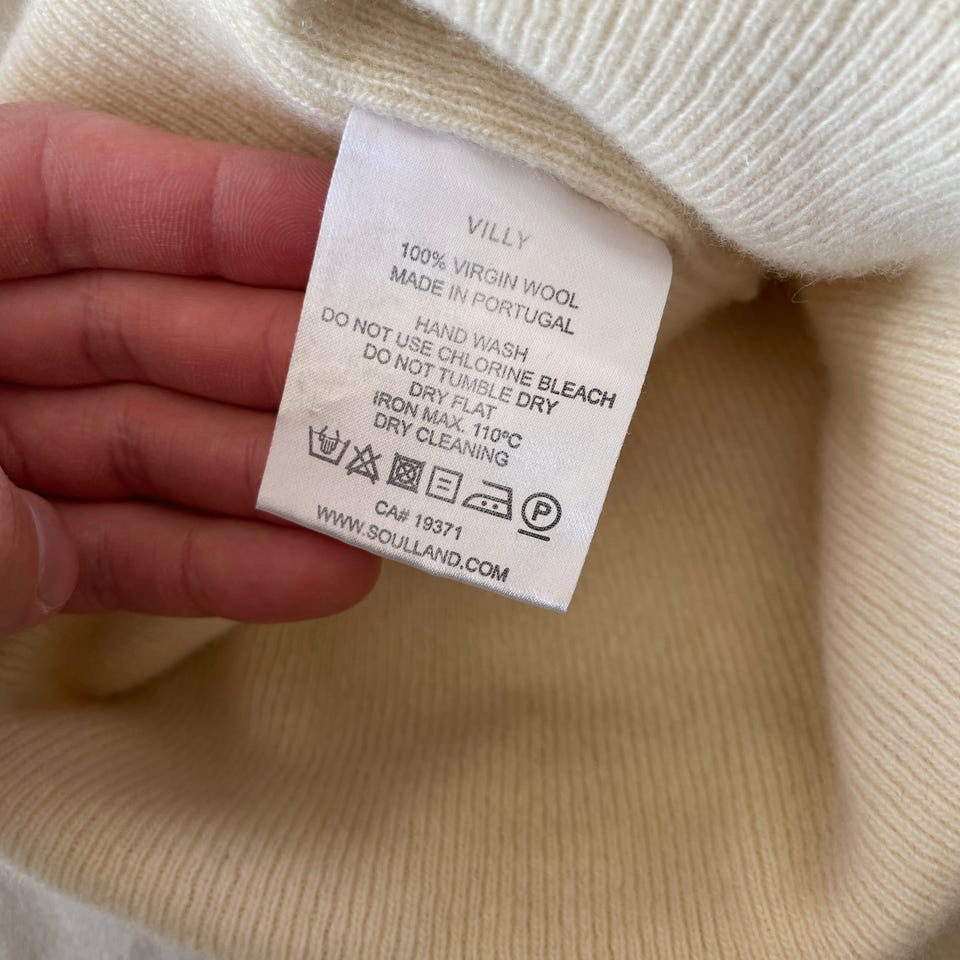 VILLY
100% VIRGIN WOOL
MADE IN PORTUGAL
HAND WASH
DO NOT USE CHLORINE BLEACH
DO NOT TUMBLE DRY
DRY FLAT
IRON MAX. 110ºC
DRY CLEANING
P
CA# 19371
WWW.SOULLAND.COM